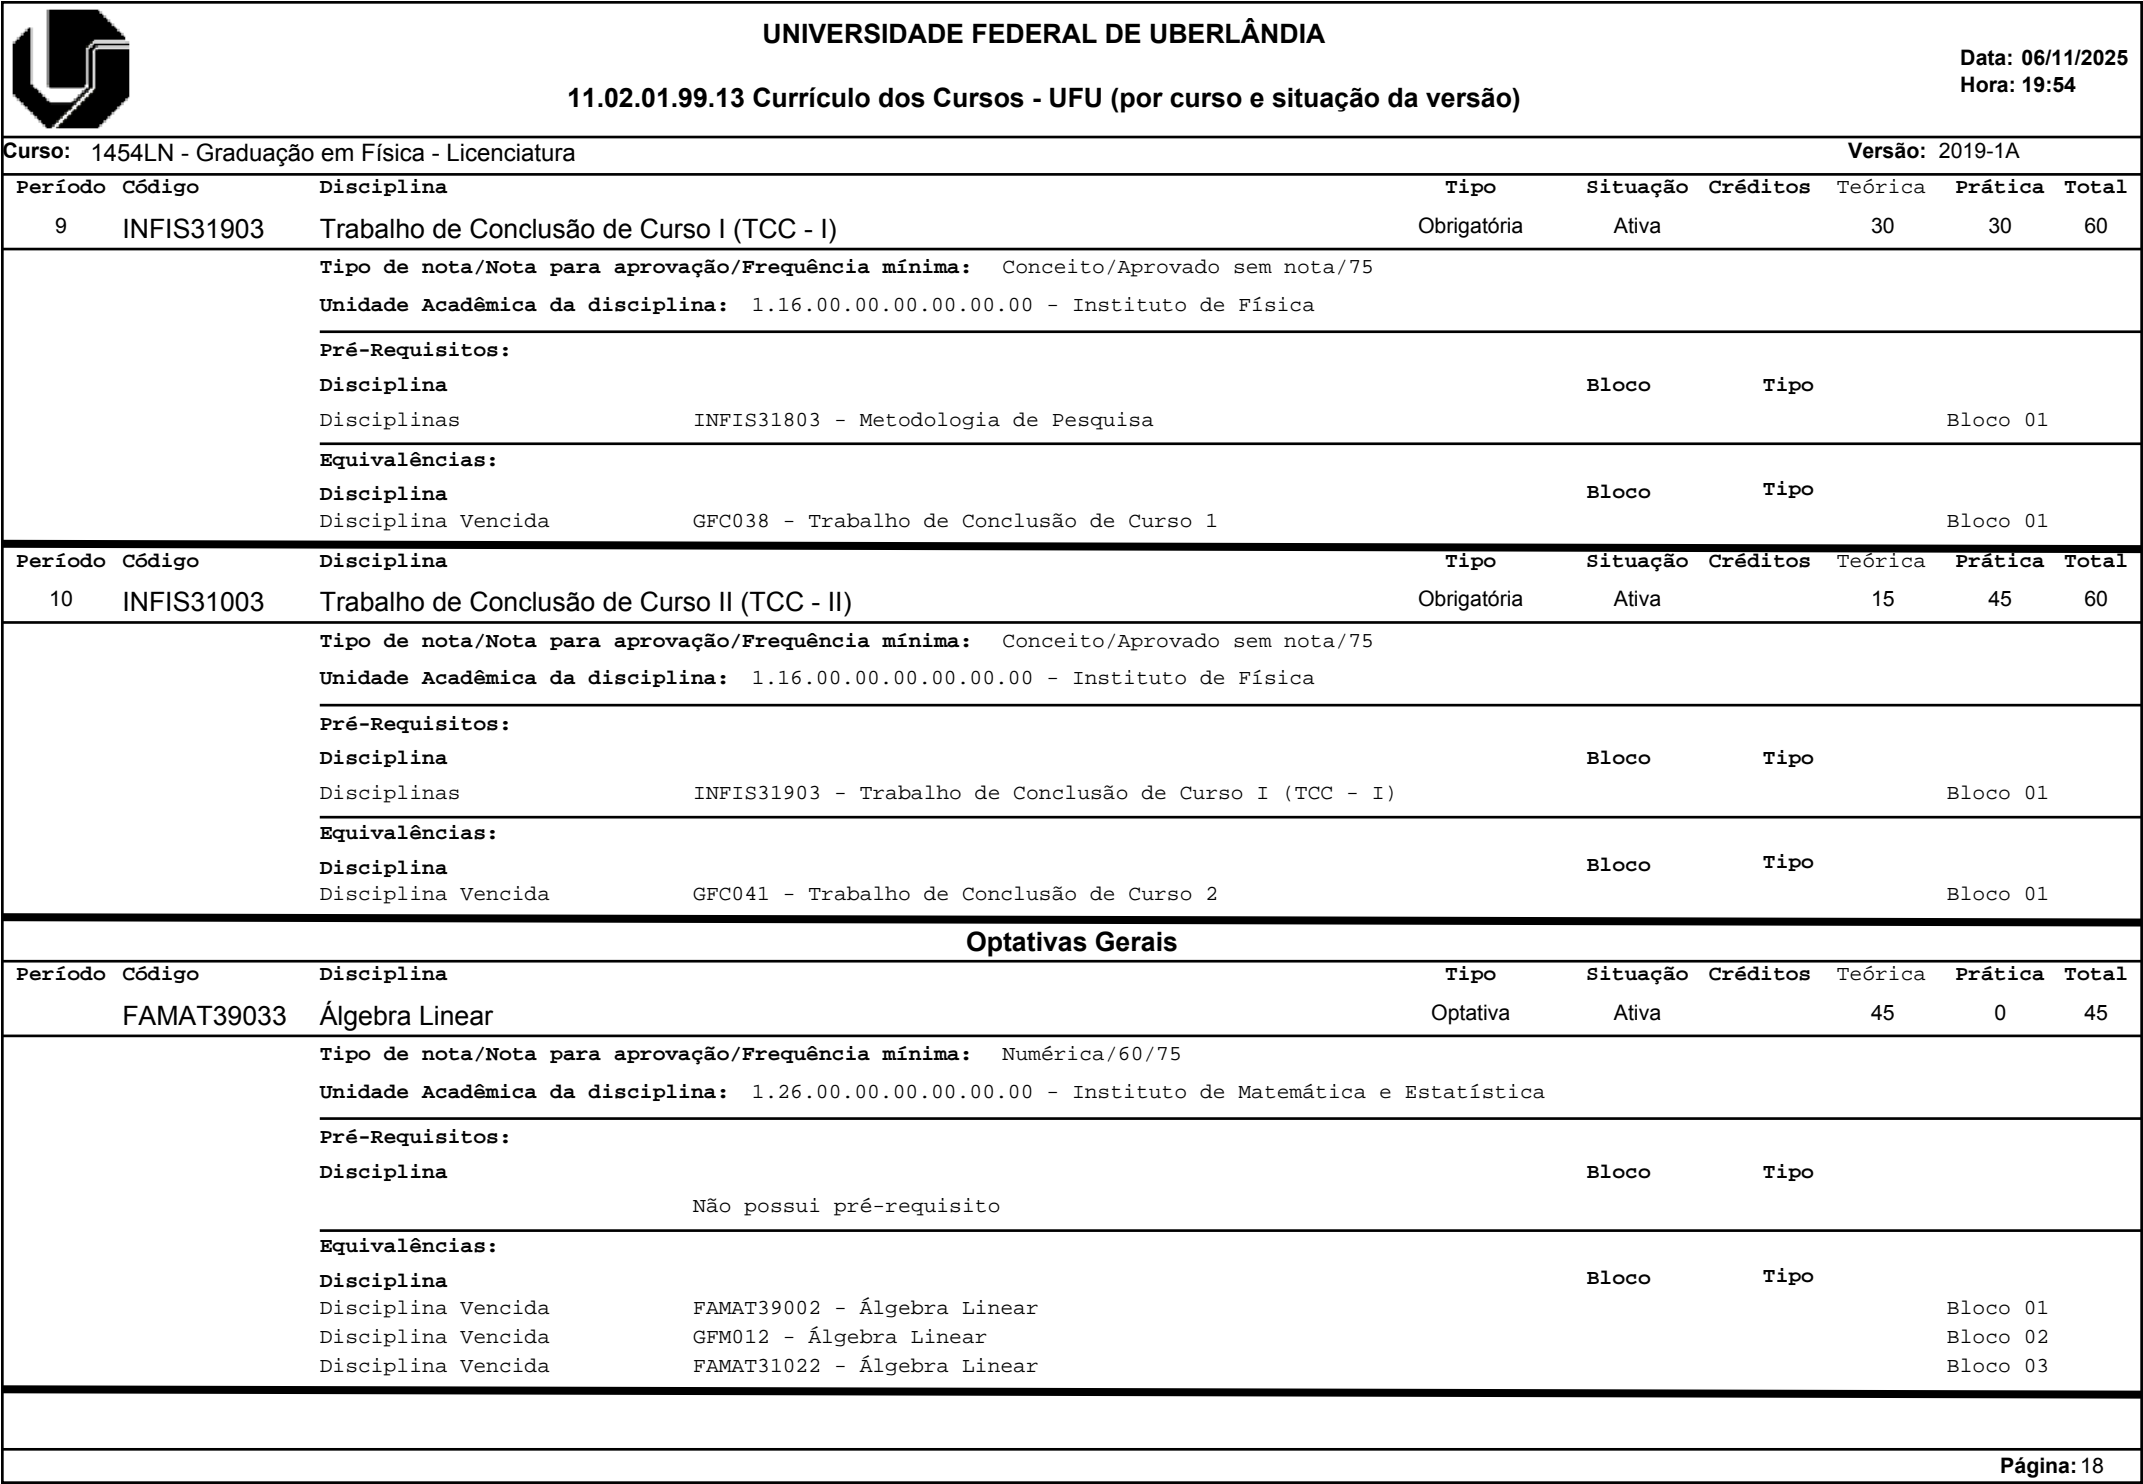 UNIVERSIDADE FEDERAL DE UBERLÂNDIA
Data: 06/11/2025
Hora: 19:54
11.02.01.99.13 Currículo dos Cursos - UFU (por curso e situação da versão)
Curso: 1454LN - Graduação em Física - Licenciatura Versão: 2019-1A
Período Código Disciplina Tipo Situação Créditos Teórica Prática Total
9 INFIS31903 Trabalho de Conclusão de Curso I (TCC - I) Obrigatória Ativa 30 30 60
Tipo de nota/Nota para aprovação/Frequência mínima: Conceito/Aprovado sem nota/75
Unidade Acadêmica da disciplina: 1.16.00.00.00.00.00.00 - Instituto de Física
Pré-Requisitos:
Disciplina Bloco Tipo
Disciplinas INFIS31803 - Metodologia de Pesquisa Bloco 01
Equivalências:
Disciplina Bloco Tipo
Disciplina Vencida GFC038 - Trabalho de Conclusão de Curso 1 Bloco 01
Período Código Disciplina Tipo Situação Créditos Teórica Prática Total
10 INFIS31003 Trabalho de Conclusão de Curso II (TCC - II) Obrigatória Ativa 15 45 60
Tipo de nota/Nota para aprovação/Frequência mínima: Conceito/Aprovado sem nota/75
Unidade Acadêmica da disciplina: 1.16.00.00.00.00.00.00 - Instituto de Física
Pré-Requisitos:
Disciplina Bloco Tipo
Disciplinas INFIS31903 - Trabalho de Conclusão de Curso I (TCC - I) Bloco 01
Equivalências:
Disciplina Bloco Tipo
Disciplina Vencida GFC041 - Trabalho de Conclusão de Curso 2 Bloco 01
Optativas Gerais
Período Código Disciplina Tipo Situação Créditos Teórica Prática Total
FAMAT39033 Álgebra Linear Optativa Ativa 45 0 45
Tipo de nota/Nota para aprovação/Frequência mínima: Numérica/60/75
Unidade Acadêmica da disciplina: 1.26.00.00.00.00.00.00 - Instituto de Matemática e Estatística
Pré-Requisitos:
Disciplina Bloco Tipo
Não possui pré-requisito
Equivalências:
Disciplina Bloco Tipo
Disciplina Vencida FAMAT39002 - Álgebra Linear Bloco 01
Disciplina Vencida GFM012 - Álgebra Linear Bloco 02
Disciplina Vencida FAMAT31022 - Álgebra Linear Bloco 03
Página: 18